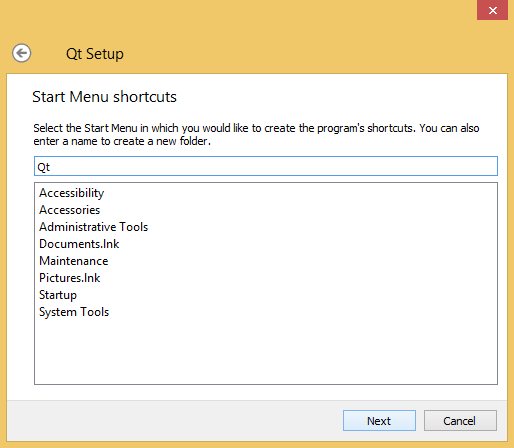 Qt Setup
Start Menu shortcuts
Select the Start Menu in which you would like to create the program's shortcuts. You can also
enter a name to create a new folder.
Qt
Accessibility
Accessories
Administrative Tools
Documents.lnk
Maintenance
Pictures.lnk
Startup
System Tools
Next
Cancel